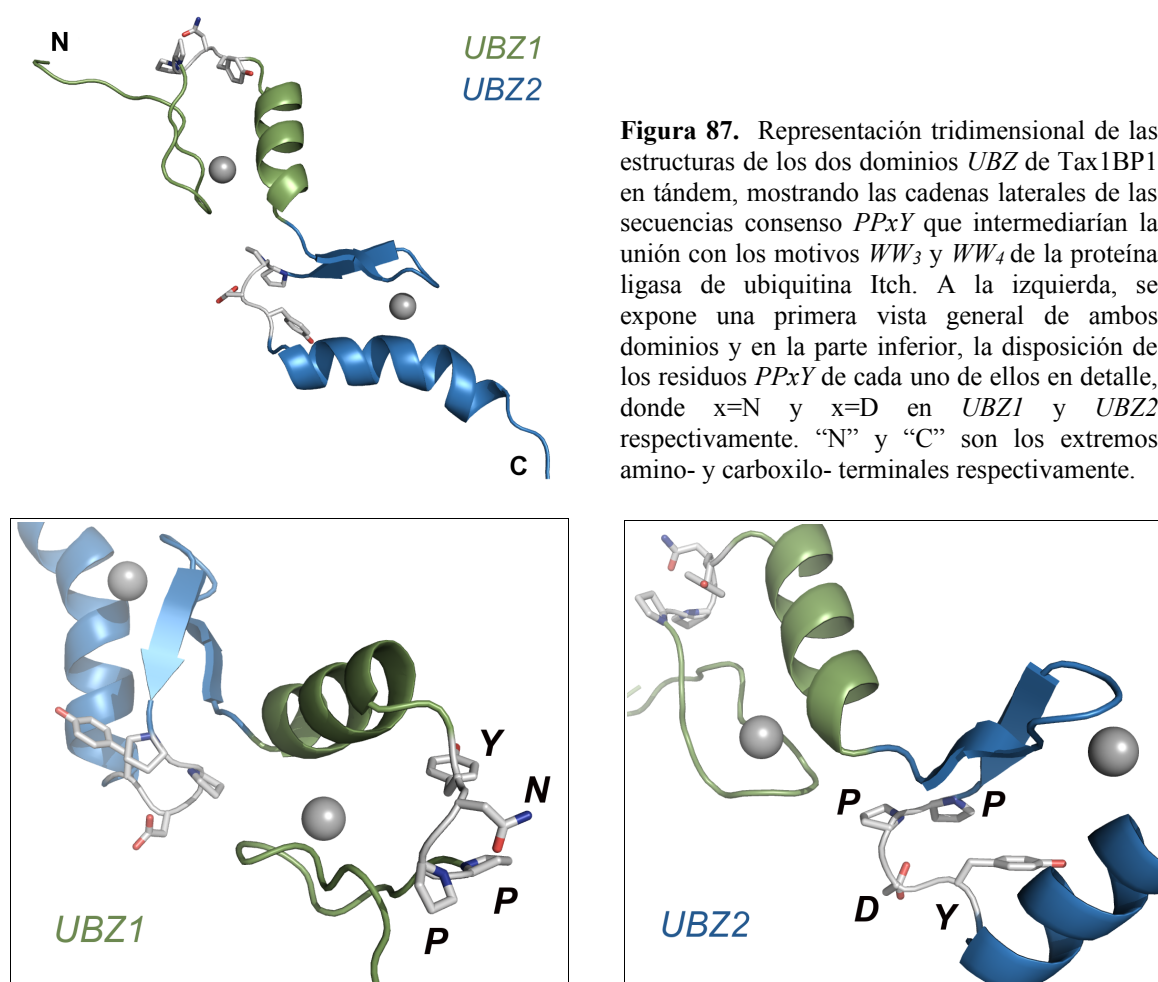 N
UBZ1
UBZ2
Figura 87. Representación tridimensional de las
estructuras de los dos dominios UBZ de Tax1BP1
en tándem, mostrando las cadenas laterales de las
secuencias consenso PPxY que intermediarían la
unión con los motivos WW3 y WW4 de la proteína
ligasa de ubiquitina Itch. A la izquierda, se
expone una primera vista general de ambos
dominios y en la parte inferior, la disposición de
los residuos PPxY de cada uno de ellos en detalle,
donde x=N y x=D en UBZ1 y UBZ2
respectivamente. “N” y “C” son los extremos
amino- y carboxilo- terminales respectivamente.
C
Y
N
P
P
UBZ1
P
P
D
Y
UBZ2